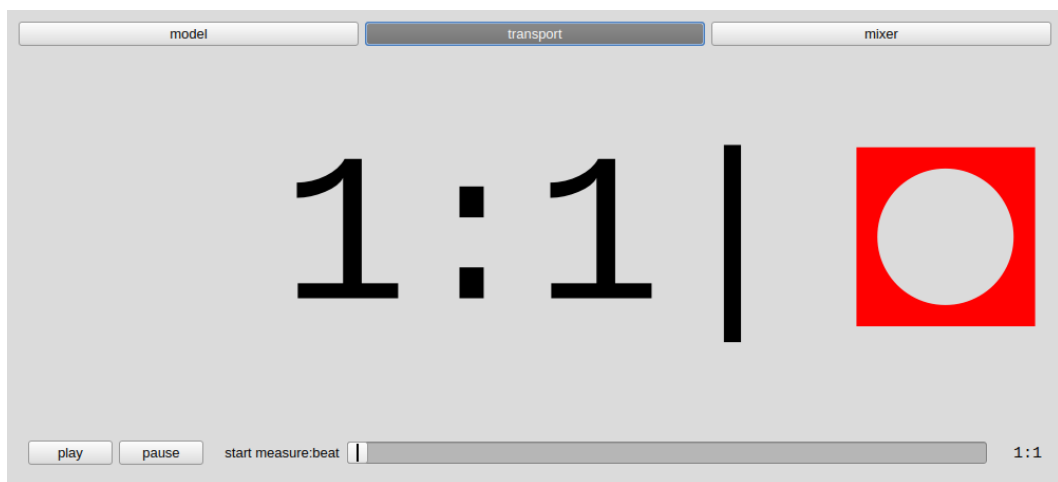 model transport mixer
1:1|
play pause start measure:beat 1:1